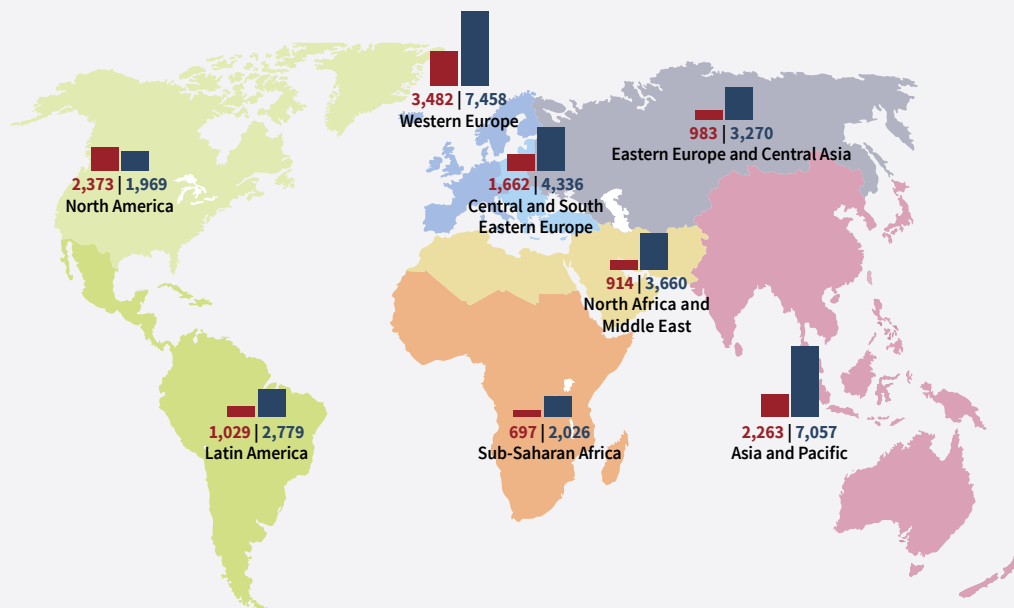 3,482 | 7,458
Western Europe
983 | 3,270
Eastern Europe and Central Asia
2,373 | 1,969
North America
1,662 | 4,336
Central and South
Eastern Europe
914 | 3,660
North Africa and
Middle East
1,029 | 2,779
Latin America
697 | 2,026
Sub-Saharan Africa
2,263 | 7,057
Asia and Pacific